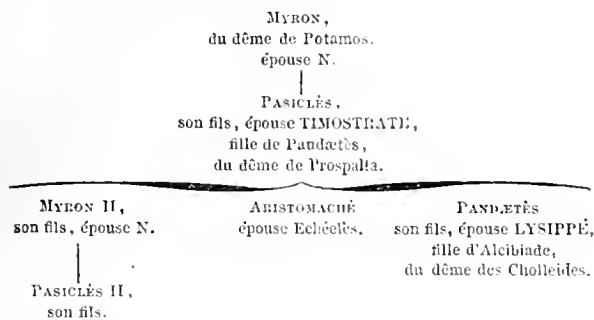 MYRON,
du dême de Potamos.
épouse N.
PASICLÈS,
son fils, épouse TIMOSTRATE,
fille de Pandætès,
du dême de Prospalta.
MYRON II,
son fils, épouse N.
PASICLÈS II,
son fils.
ARISTOMACHÉ
épouse Echéclès.
PANDÆTÈS
son fils, épouse LYSIPPÉ,
fille d'Alcibiade,
du dême des Cholleides.